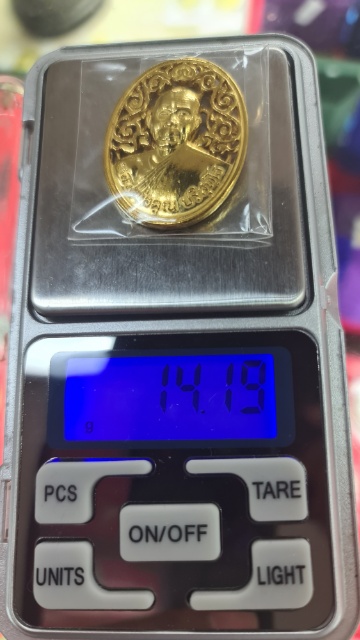 14.19
g
PCS
TARE
ON/OFF
UNITS
LIGHT